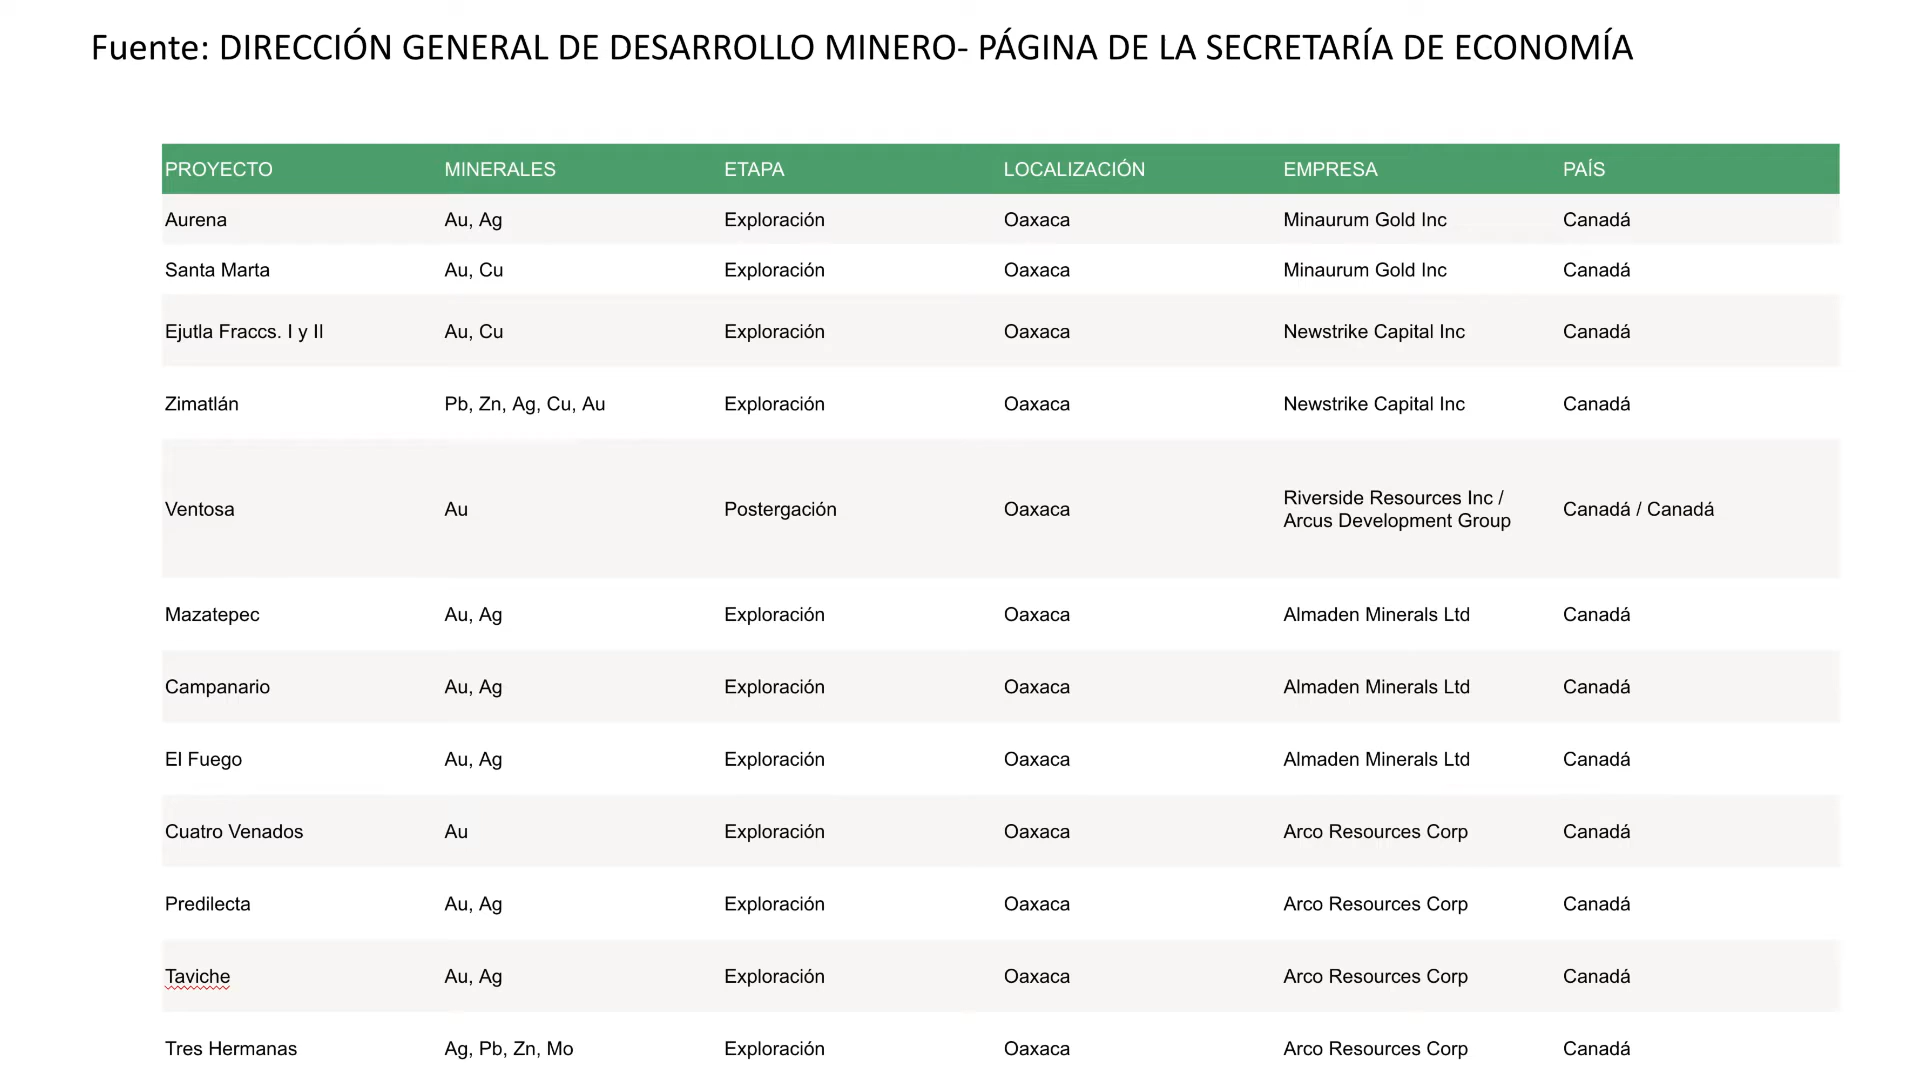 Fuente: DIRECCIÓN GENERAL DE DESARROLLO MINERO- PÁGINA DE LA SECRETARÍA DE ECONOMÍA
PROYECTO MINERALES ETAPA LOCALIZACIÓN EMPRESA PAÍS
Aurena Au, Ag Exploración Oaxaca Minaurum Gold Inc Canadá
Santa Marta Au, Cu Exploración Oaxaca Minaurum Gold Inc Canadá
Ejutla Fraccs. I y II Au, Cu Exploración Oaxaca Newstrike Capital Inc Canadá
Zimatlán Pb, Zn, Ag, Cu, Au Exploración Oaxaca Newstrike Capital Inc Canadá
Ventosa Au Postergación Oaxaca Riverside Resources Inc /
Arcus Development Group Canadá / Canadá
Mazatepec Au, Ag Exploración Oaxaca Almaden Minerals Ltd Canadá
Campanario Au, Ag Exploración Oaxaca Almaden Minerals Ltd Canadá
El Fuego Au, Ag Exploración Oaxaca Almaden Minerals Ltd Canadá
Cuatro Venados Au Exploración Oaxaca Arco Resources Corp Canadá
Predilecta Au, Ag Exploración Oaxaca Arco Resources Corp Canadá
Taviche Au, Ag Exploración Oaxaca Arco Resources Corp Canadá
Tres Hermanas Ag, Pb, Zn, Mo Exploración Oaxaca Arco Resources Corp Canadá